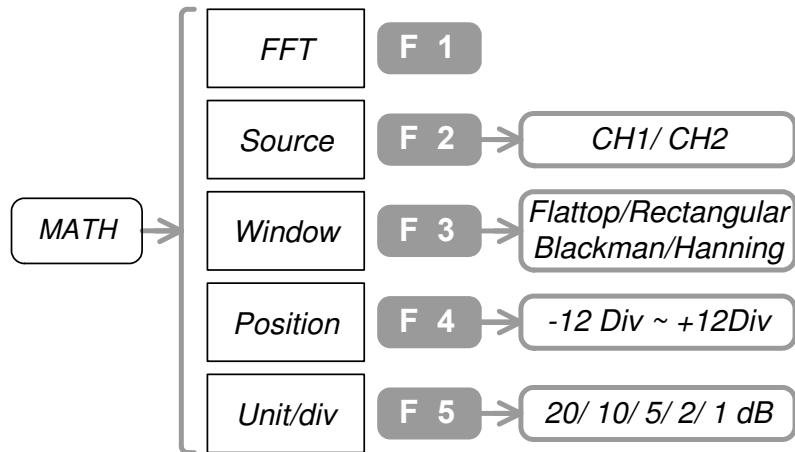 FFT F 1
Source F 2 CH1/ CH2
MATH Window F 3 Flattop/Rectangular
Blackman/Hanning
Position F 4 -12 Div ~ +12Div
Unit/div F 5 20/ 10/ 5/ 2/ 1 dB